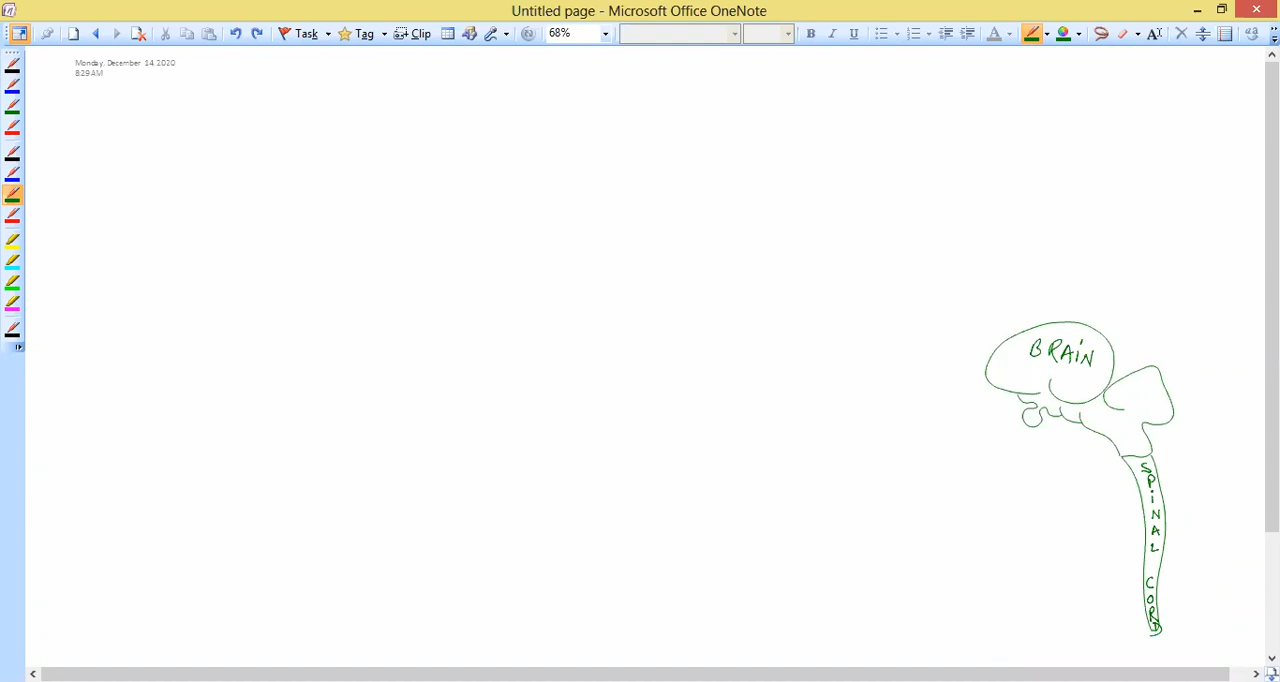 Untitled page - Microsoft Office OneNote
Task Tag Clip 68% B I U
Monday, December 14, 2020
8:29 AM
BRAiN
SPiNAL CORD